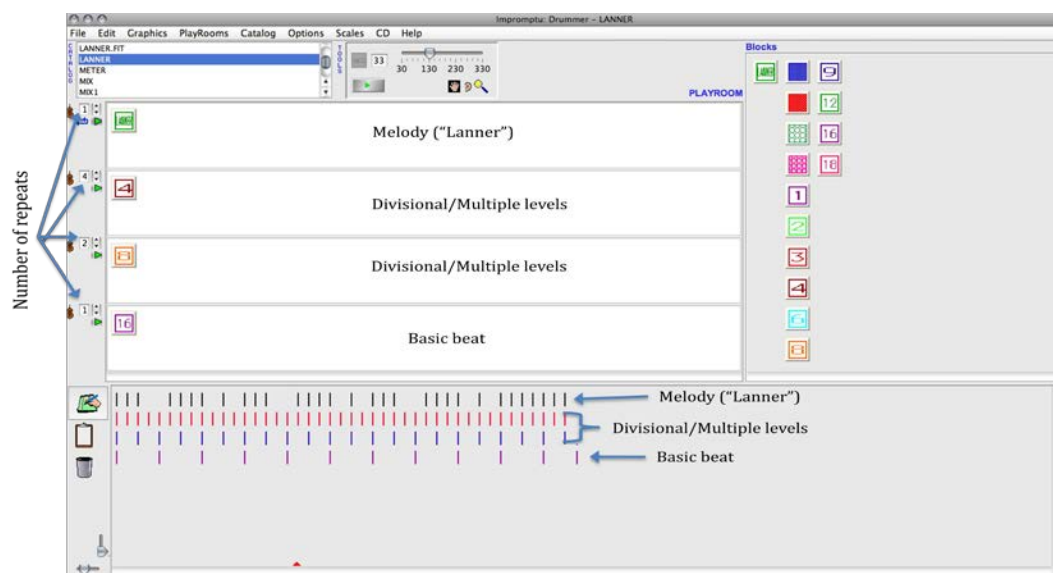 Impromptu: Drummer - LANNER
File Edit Graphics PlayRooms Catalog Options Scales CD Help
LANNER.FIT
LANNER
METER
MIX
MIX1
CATALOG
TOOLS
33
30 130 230 330
PLAYROOM
Blocks
9
12
16
18
1
2
3
4
6
8
Number of repeats
1
Melody (“Lanner”)
4
4
Divisional/Multiple levels
2
8
Divisional/Multiple levels
1
16
Basic beat
Melody (“Lanner”)
Divisional/Multiple levels
Basic beat